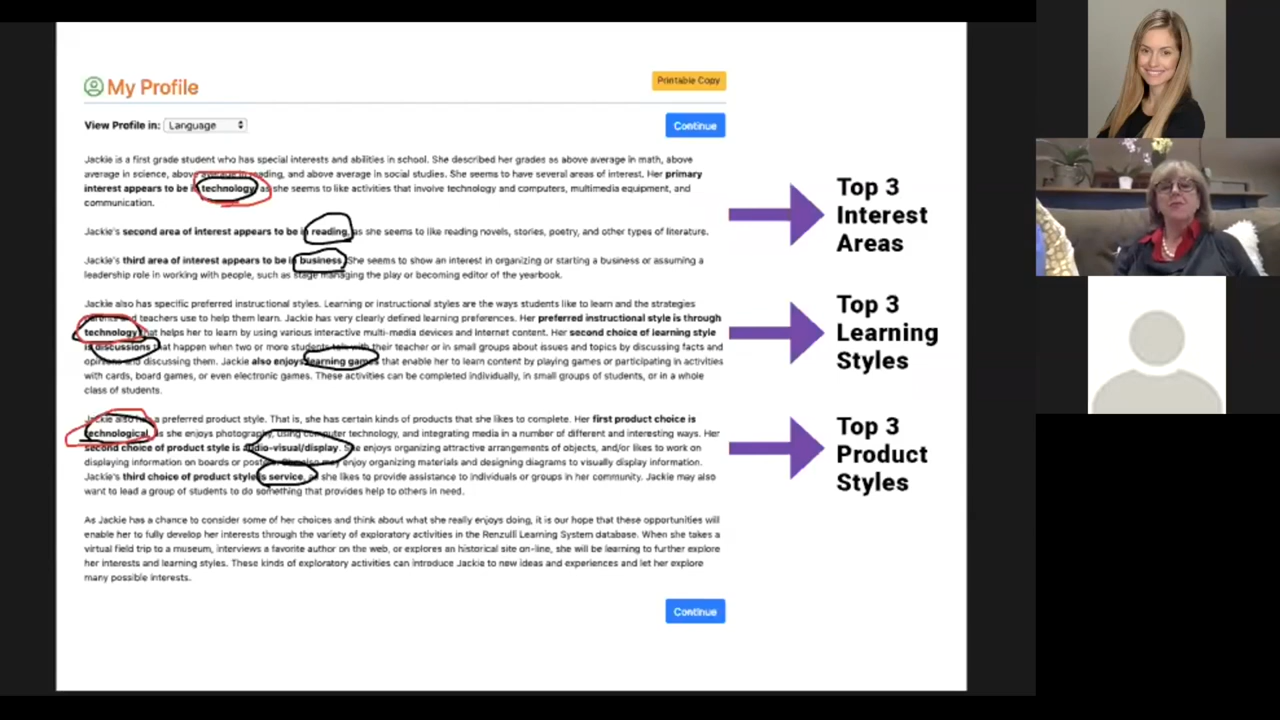 My Profile
Printable Copy
View Profile in: Language
Continue
Jackie is a first grade student who has special interests and abilities in school. She described her grades as above average in math, above
average in science, above average in reading, and above average in social studies. She seems to have several areas of interest. Her primary
interest appears to be in technology, as she seems to like activities that involve technology and computers, multimedia equipment, and
communication.
Jackie's second area of interest appears to be in reading, as she seems to like reading novels, stories, poetry, and other types of literature.
Jackie's third area of interest appears to be in business. She seems to show an interest in organizing or starting a business or assuming a
leadership role in working with people, such as stage managing the play or becoming editor of the yearbook.
Jackie also has specific preferred instructional styles. Learning or instructional styles are the ways students like to learn and the strategies
parents and teachers use to help them learn. Jackie has very clearly defined learning preferences. Her preferred instructional style is through
technology that helps her to learn by using various interactive multi-media devices and Internet content. Her second choice of learning style
is discussions that happen when two or more students talk with their teacher or in small groups about issues and topics by discussing facts and
opinions and discussing them. Jackie also enjoys learning games that enable her to learn content by playing games or participating in activities
with cards, board games, or even electronic games. These activities can be completed individually, in small groups of students, or in a whole
class of students.
Jackie also has a preferred product style. That is, she has certain kinds of products that she likes to complete. Her first product choice is
technological, as she enjoys photography, using computer technology, and integrating media in a number of different and interesting ways. Her
second choice of product style is audio-visual/display. She enjoys organizing attractive arrangements of objects, and/or likes to work on
displaying information on boards or posters. She also may enjoy organizing materials and designing diagrams to visually display information.
Jackie's third choice of product style is service, as she likes to provide assistance to individuals or groups in her community. Jackie may also
want to lead a group of students to do something that provides help to others in need.
As Jackie has a chance to consider some of her choices and think about what she really enjoys doing, it is our hope that these opportunities will
enable her to fully develop her interests through the variety of exploratory activities in the Renzulli Learning System database. When she takes a
virtual field trip to a museum, interviews a favorite author on the web, or explores an historical site on-line, she will be learning to further explore
her interests and learning styles. These kinds of exploratory activities can introduce Jackie to new ideas and experiences and let her explore
many possible interests.
Continue
Top 3
Interest
Areas
Top 3
Learning
Styles
Top 3
Product
Styles